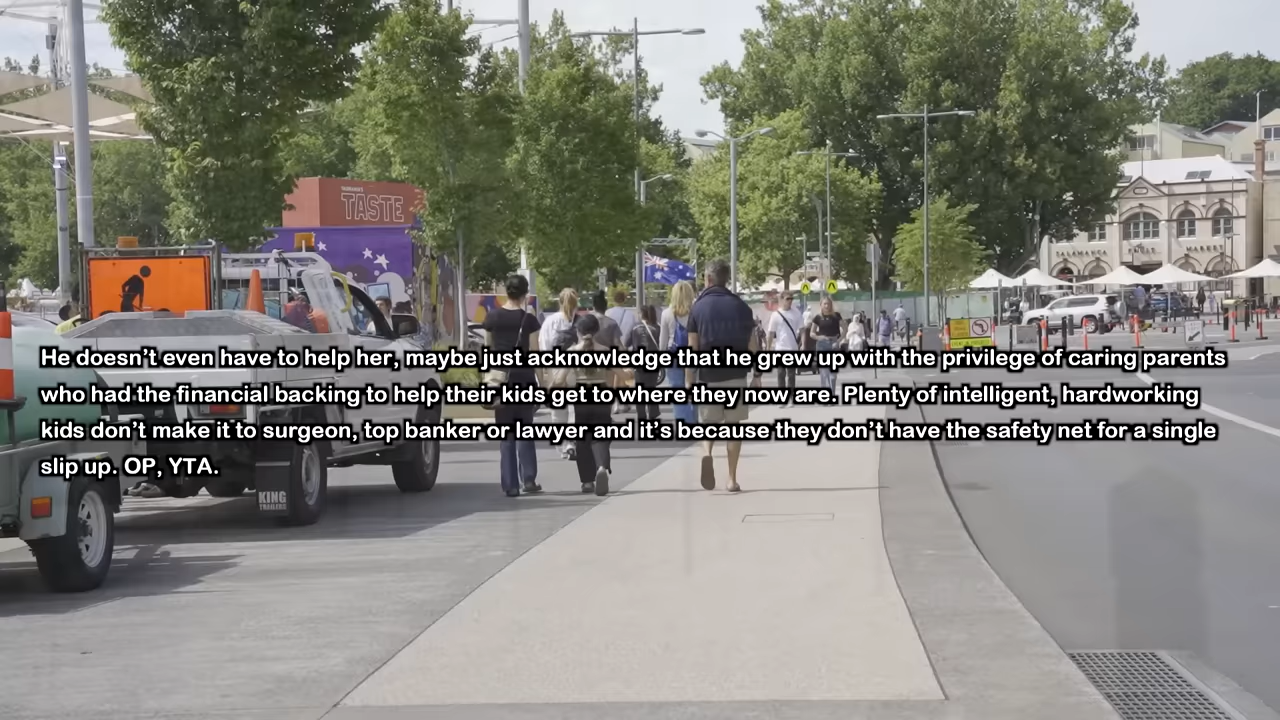 TASTE
He doesn’t even have to help her, maybe just acknowledge that he grew up with the privilege of caring parents
who had the financial backing to help their kids get to where they now are. Plenty of intelligent, hardworking
kids don’t make it to surgeon, top banker or lawyer and it’s because they don’t have the safety net for a single
slip up. OP, YTA.
KING
TRAILERS